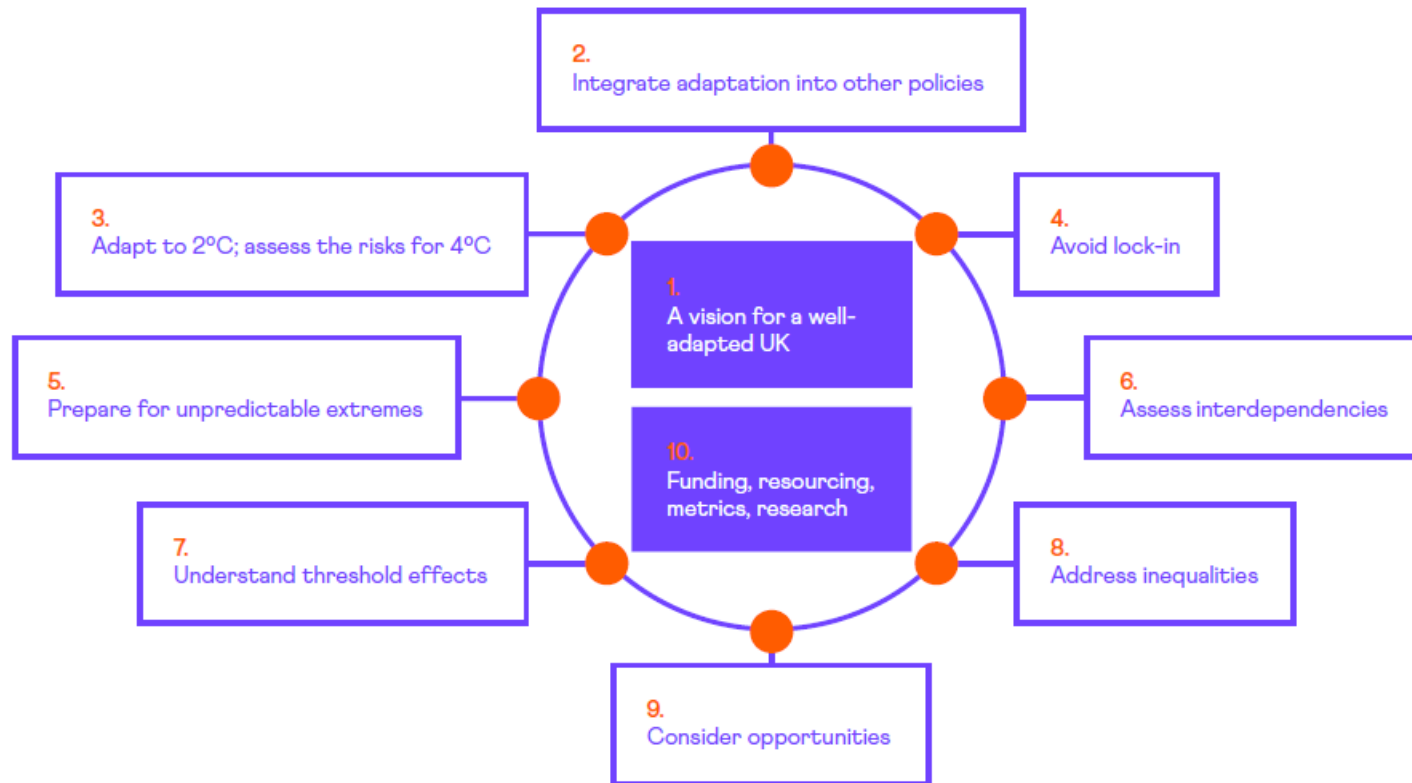 2.
Integrate adaptation into other policies
3.
Adapt to 2ºC; assess the risks for 4ºC
4.
Avoid lock-in
1.
A vision for a well-
adapted UK
5.
Prepare for unpredictable extremes
6.
Assess interdependencies
10.
Funding, resourcing,
metrics, research
7.
Understand threshold effects
8.
Address inequalities
9.
Consider opportunities